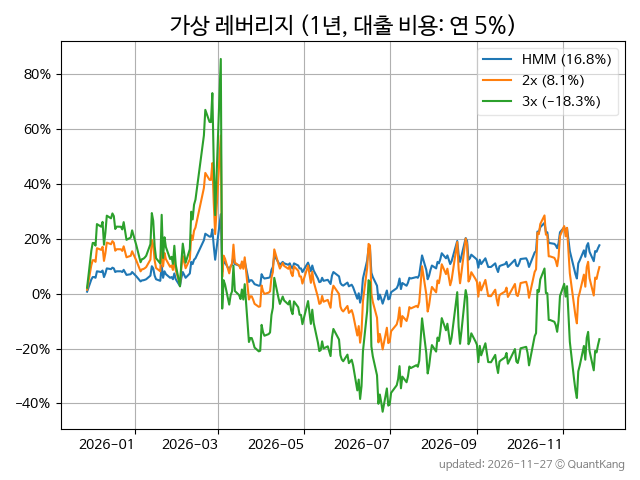 가상 레버리지 (1년, 대출 비용: 연 5%)
HMM (16.8%)
2x (8.1%)
3x (−18.3%)
80%
60%
40%
20%
0%
−20%
−40%
2026-01
2026-03
2026-05
2026-07
2026-09
2026-11
updated: 2026-11-27 © QuantKang